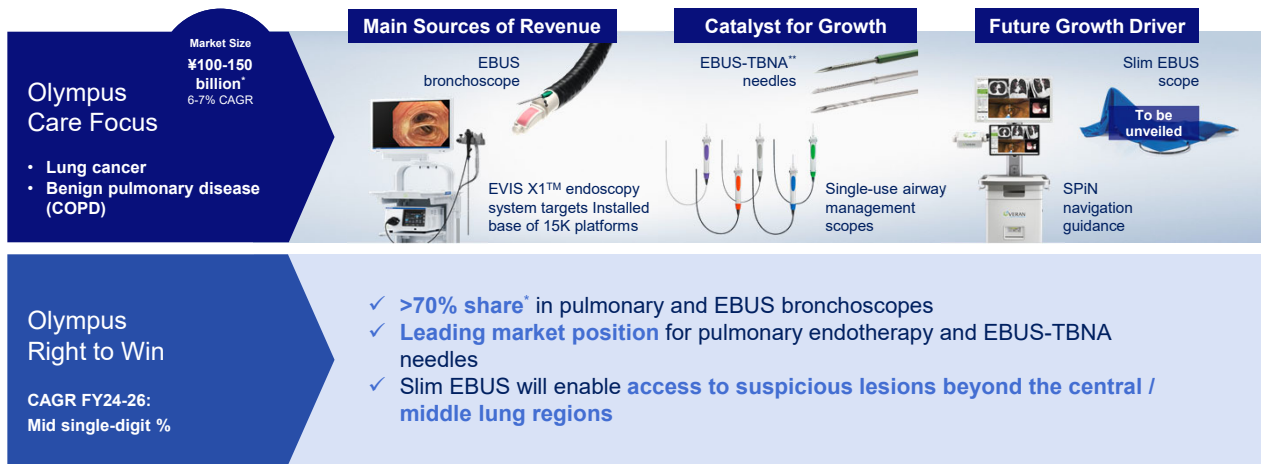 Main Sources of Revenue
Catalyst for Growth
Future Growth Driver
Market Size
¥100-150
billion*
6-7% CAGR
Olympus
Care Focus
• Lung cancer
• Benign pulmonary disease
(COPD)
EBUS
bronchoscope
EVIS X1™ endoscopy
system targets Installed
base of 15K platforms
EBUS-TBNA**
needles
Single-use airway
management
scopes
Slim EBUS
scope
To be
unveiled
VERAN
SPiN
navigation
guidance
Olympus
Right to Win
CAGR FY24-26:
Mid single-digit %
✓ >70% share* in pulmonary and EBUS bronchoscopes
✓ Leading market position for pulmonary endotherapy and EBUS-TBNA
needles
✓ Slim EBUS will enable access to suspicious lesions beyond the central /
middle lung regions